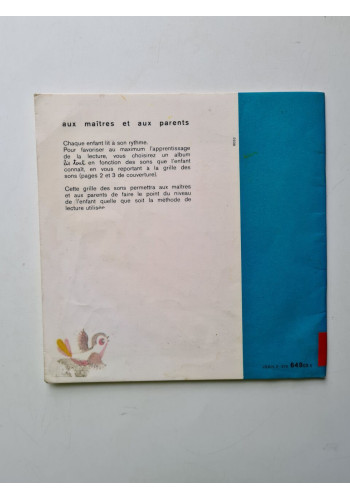 aux maîtres et aux parents
Chaque enfant lit à son rythme.
Pour favoriser au maximum l'apprentissage
de la lecture, vous choisirez un album
lis tout en fonction des sons que l'enfant
connaît, en vous reportant à la grille des
sons (pages 2 et 3 de couverture).
Cette grille des sons permettra aux maîtres
et aux parents de faire le point du niveau
de l'enfant quelle que soit la méthode de
lecture utilisée